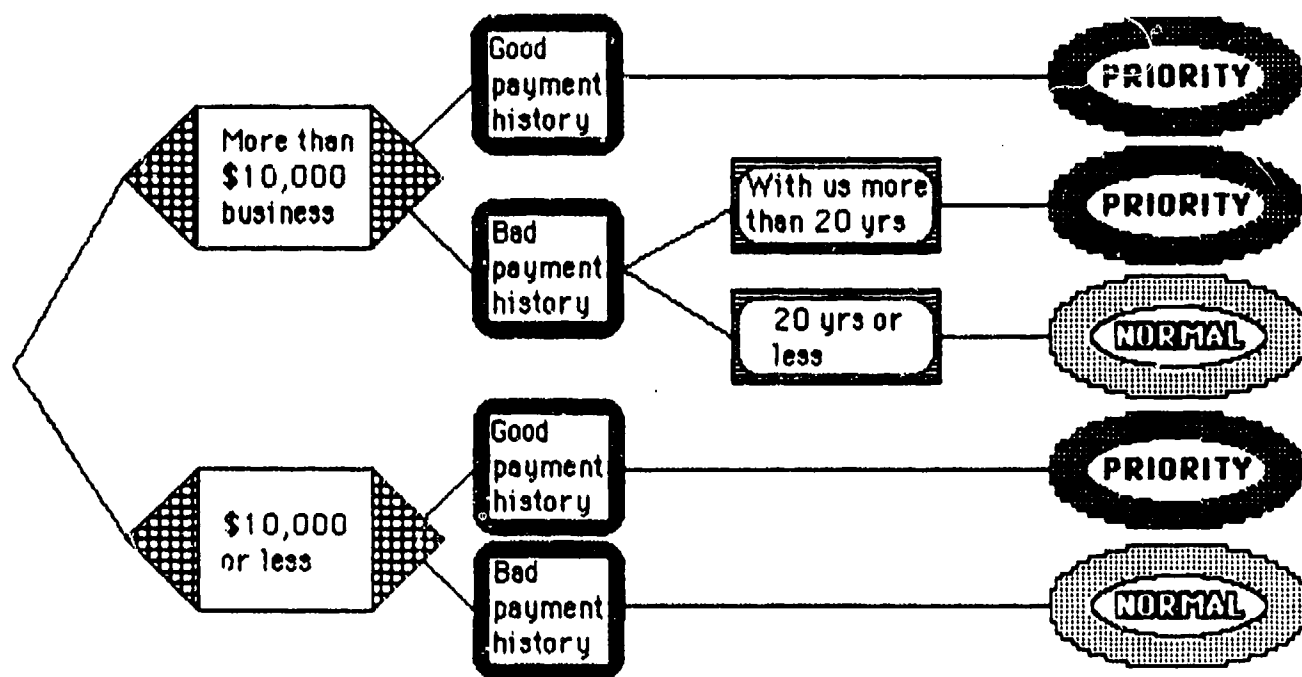 Good
payment
history
PRIORITY
More than
$10,000
business
With us more
than 20 yrs
PRIORITY
Bad
payment
history
20 yrs or
less
NORMAL
Good
payment
history
PRIORITY
$10,000
or less
Bad
payment
history
NORMAL